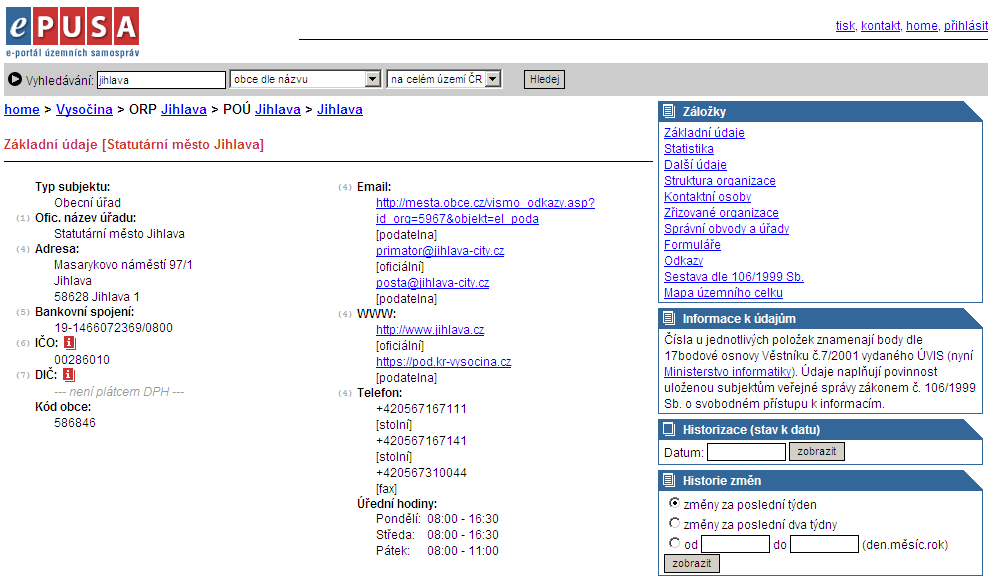 ePUSA
e-portál územních samospráv
tisk, kontakt, home, přihlásit
Vyhledávání: jihlava obce dle názvu na celém území ČR Hledej
home > Vysočina > ORP Jihlava > POÚ Jihlava > Jihlava
Základní údaje [Statutární město Jihlava]
Typ subjektu:
Obecní úřad
(1) Ofic. název úřadu:
Statutární město Jihlava
(4) Adresa:
Masarykovo náměstí 97/1
Jihlava
58628 Jihlava 1
(5) Bankovní spojení:
19-1466072369/0800
(6) IČO:
00286010
(7) DIČ:
--- není plátcem DPH ---
Kód obce:
586846
(4) Email:
http://mesta.obce.cz/vismo_odkazy.asp?
id_org=5967&objekt=el_poda
[podatelna]
primator@jihlava-city.cz
[oficiální]
posta@jihlava-city.cz
[podatelna]
(4) WWW:
http://www.jihlava.cz
[oficiální]
https://pod.kr-vysocina.cz
[podatelna]
(4) Telefon:
+420567167111
[stolní]
+420567167141
[stolní]
+420567310044
[fax]
Úřední hodiny:
Pondělí: 08:00 - 16:30
Středa: 08:00 - 16:30
Pátek: 08:00 - 11:00
Záložky
Základní údaje
Statistika
Další údaje
Struktura organizace
Kontaktní osoby
Zřizované organizace
Správní obvody a úřady
Formuláře
Odkazy
Sestava dle 106/1999 Sb.
Mapa územního celku
Informace k údajům
Čísla u jednotlivých položek znamenají body dle
17bodové osnovy Věstníku č.7/2001 vydaného ÚVIS (nyní
Ministerstvo informatiky). Údaje naplňují povinnost
uloženou subjektům veřejné správy zákonem č. 106/1999
Sb. o svobodném přístupu k informacím.
Historizace (stav k datu)
Datum: zobrazit
Historie změn
změny za poslední týden
změny za poslední dva týdny
od do (den.měsíc.rok)
zobrazit